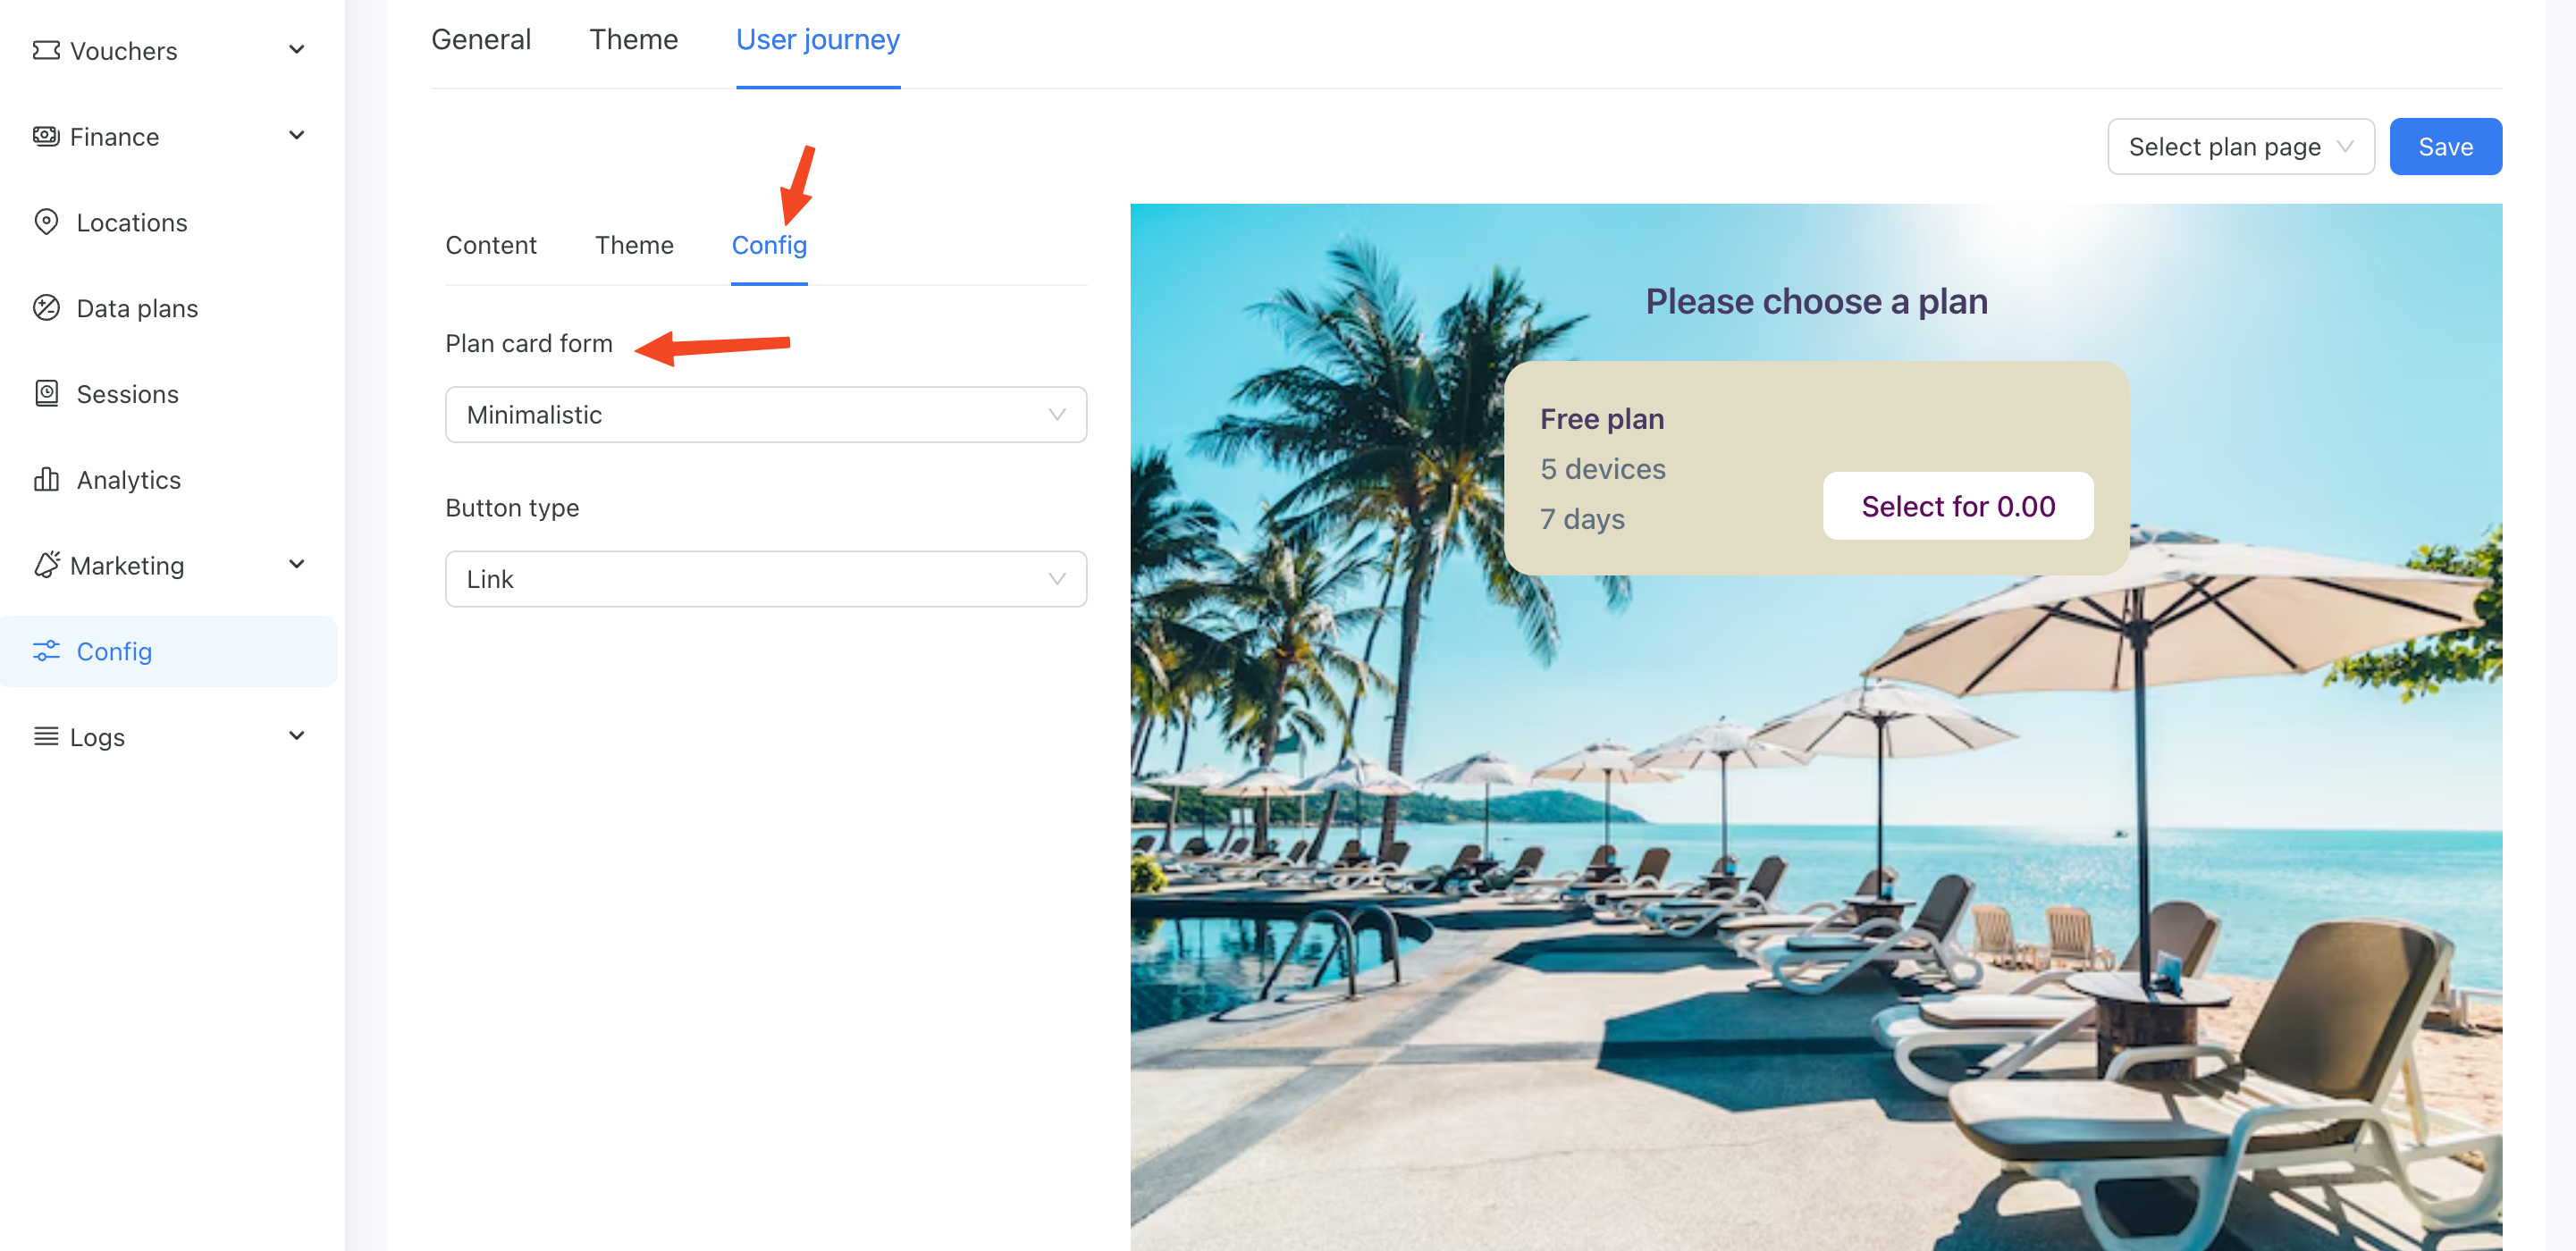 Vouchers
Finance
Locations
Data plans
Sessions
Analytics
Marketing
Config
Logs
General Theme User journey
Select plan page Save
Content Theme Config
Plan card form
Minimalistic
Button type
Link
Please choose a plan
Free plan
5 devices
7 days
Select for 0.00